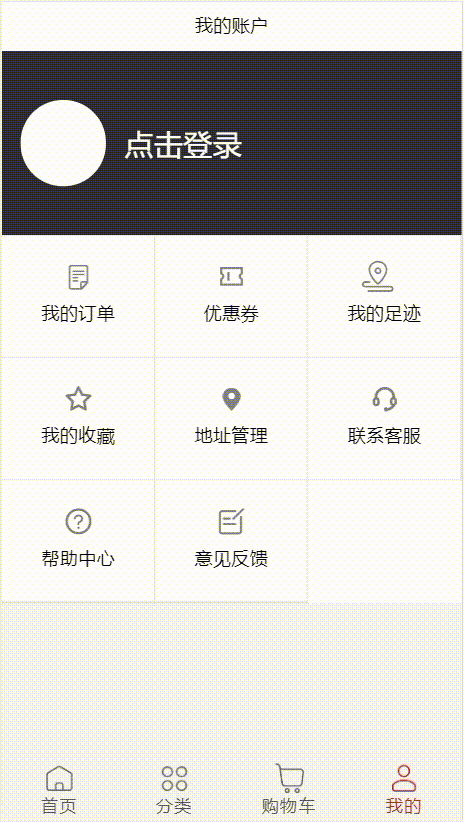 我的账户
点击登录
我的订单 优惠券 我的足迹
我的收藏 地址管理 联系客服
帮助中心 意见反馈
首页 分类 购物车 我的